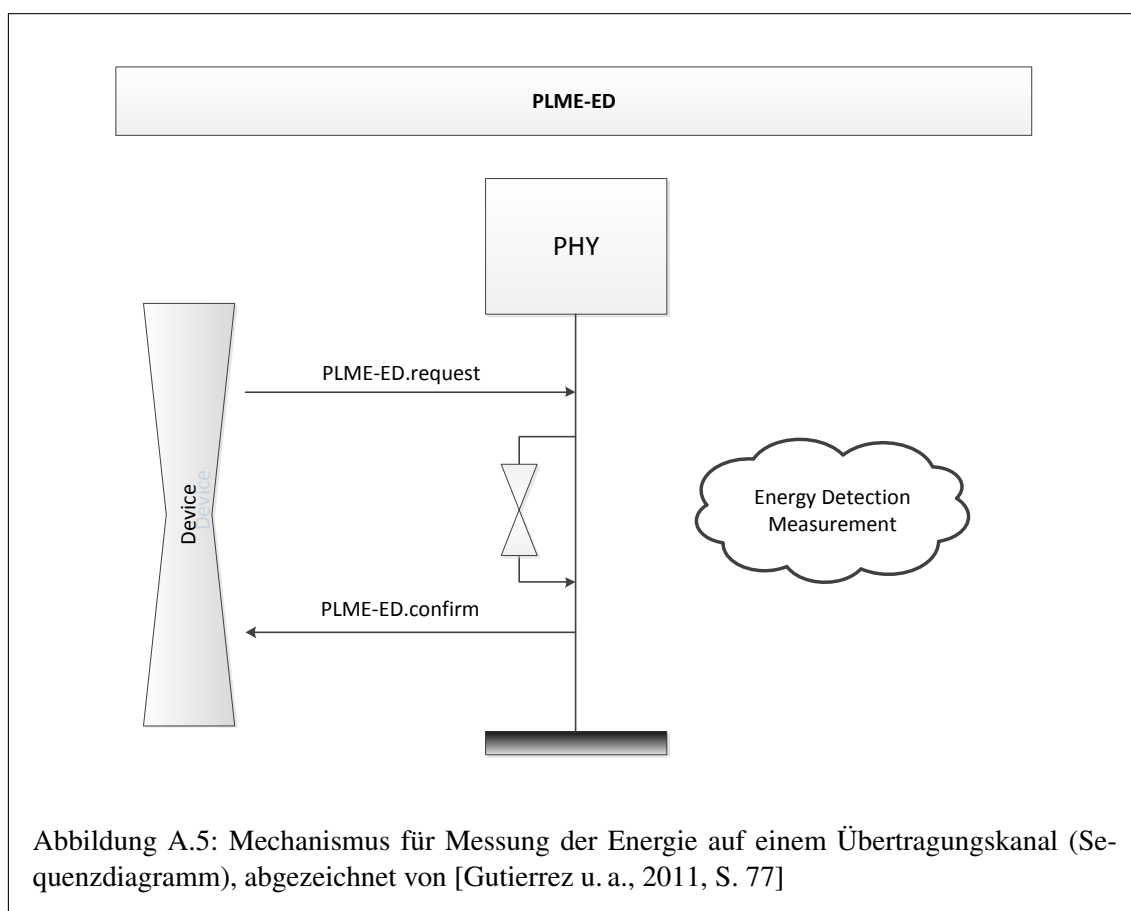 PLME-ED
PHY
PLME-ED.request
Device
Device
Energy Detection
Measurement
PLME-ED.confirm
Abbildung A.5: Mechanismus für Messung der Energie auf einem Übertragungskanal (Se-
quenzdiagramm), abgezeichnet von [Gutierrez u. a., 2011, S. 77]